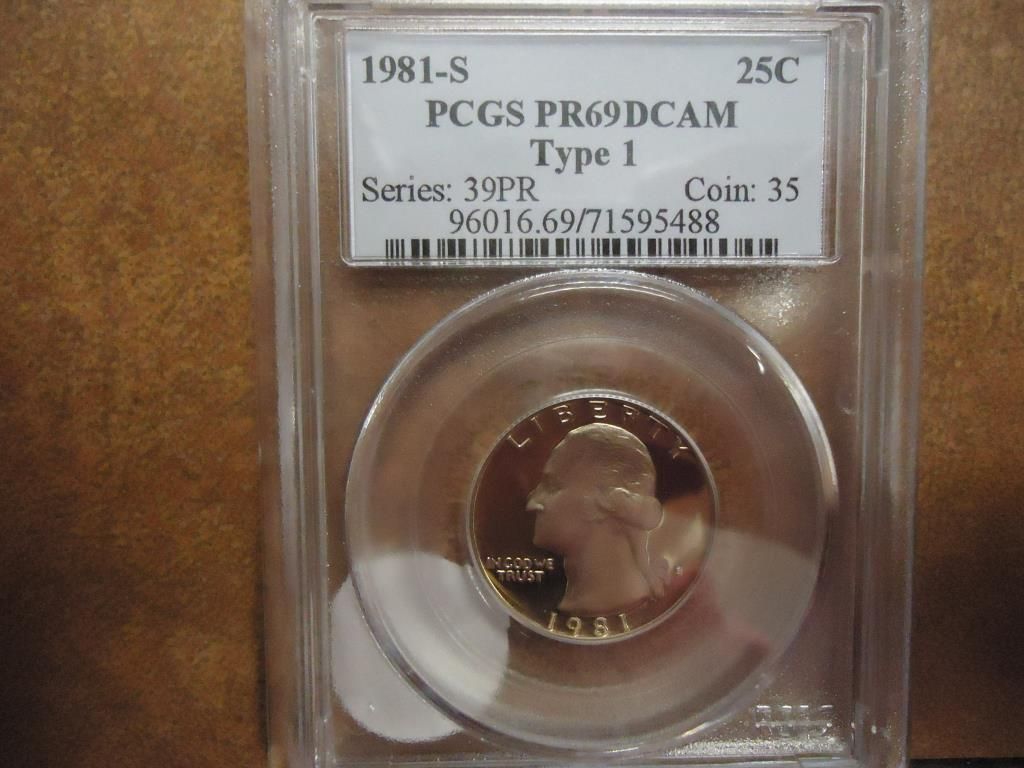 1981-S 25C
PCGS PR69DCAM
Type 1
Series: 39PR Coin: 35
96016.69/71595488
LIBERTY
IN GOD WE
TRUST
S
1981